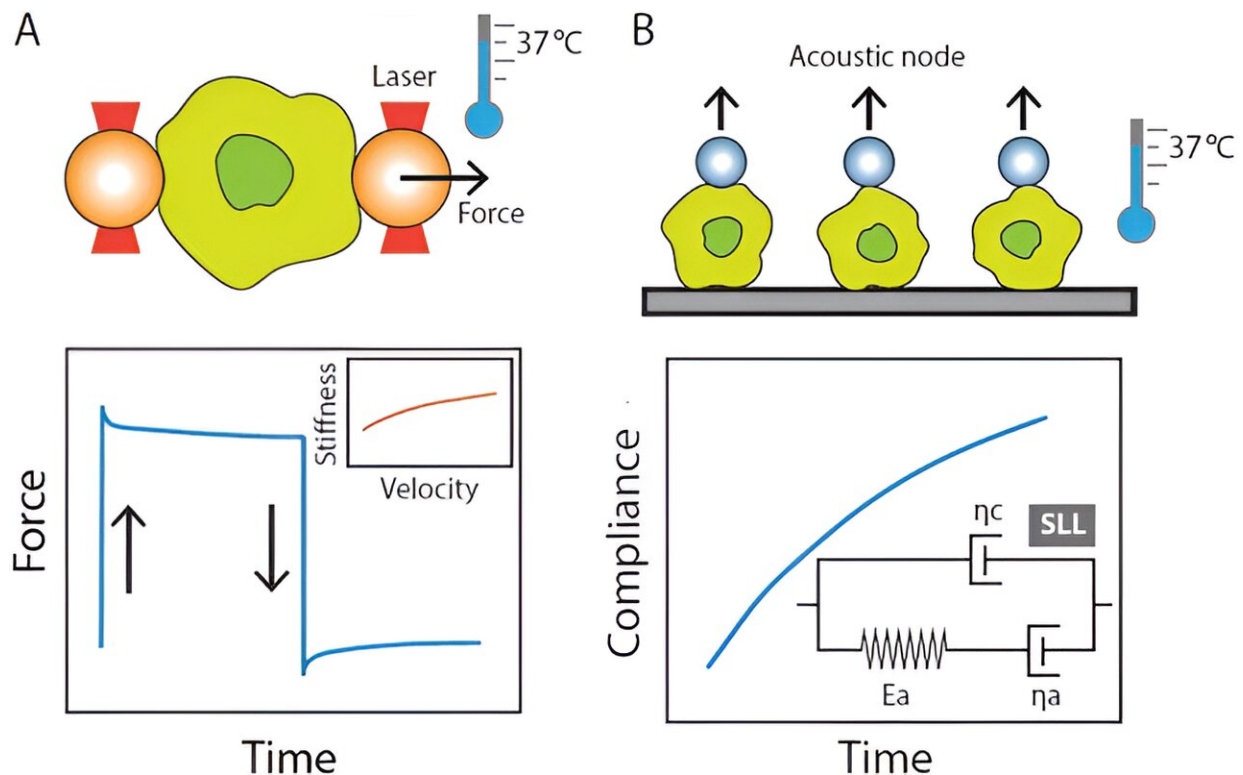 A
Laser
37 °C
Force
Force
Stiffness
Velocity
Time
B
Acoustic node
37 °C
Compliance
ηc
SLL
Ea
ηa
Time